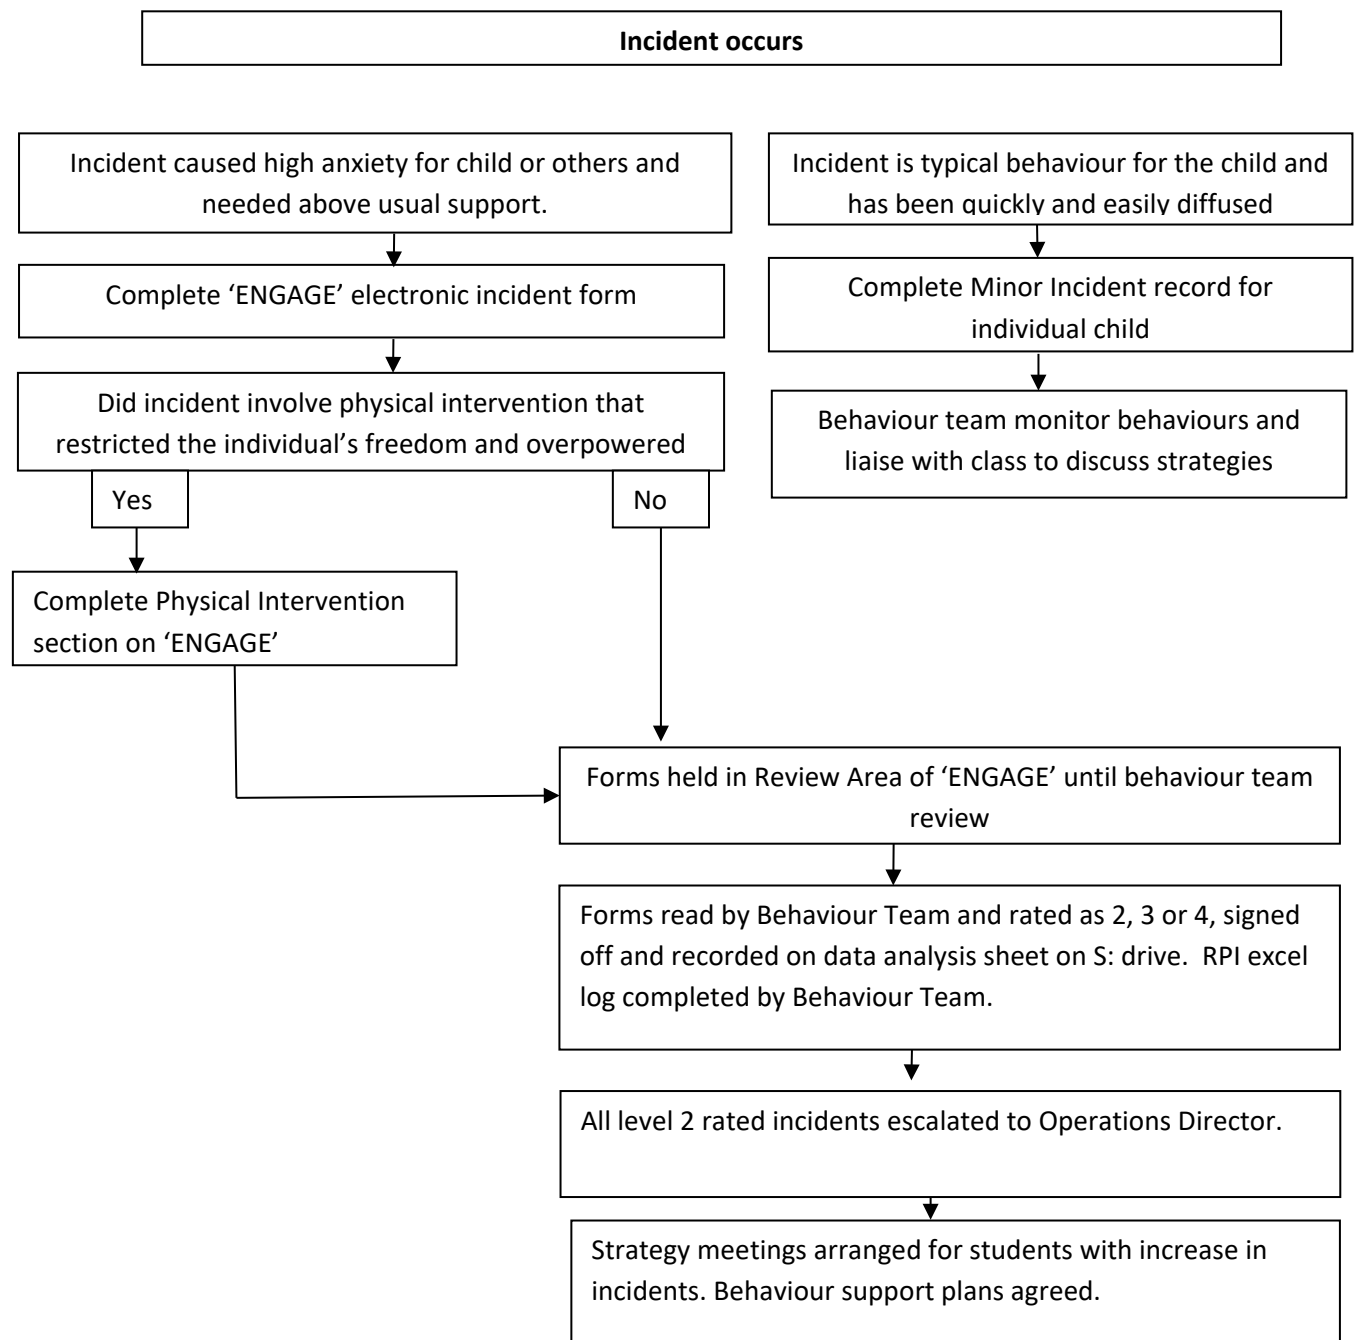 Incident occurs
Incident caused high anxiety for child or others and
needed above usual support.
Complete ‘ENGAGE’ electronic incident form
Did incident involve physical intervention that
restricted the individual’s freedom and overpowered
Yes
No
Complete Physical Intervention
section on ‘ENGAGE’
Incident is typical behaviour for the child and
has been quickly and easily diffused
Complete Minor Incident record for
individual child
Behaviour team monitor behaviours and
liaise with class to discuss strategies
Forms held in Review Area of ‘ENGAGE’ until behaviour team
review
Forms read by Behaviour Team and rated as 2, 3 or 4, signed
off and recorded on data analysis sheet on S: drive.  RPI excel
log completed by Behaviour Team.
All level 2 rated incidents escalated to Operations Director.
Strategy meetings arranged for students with increase in
incidents. Behaviour support plans agreed.